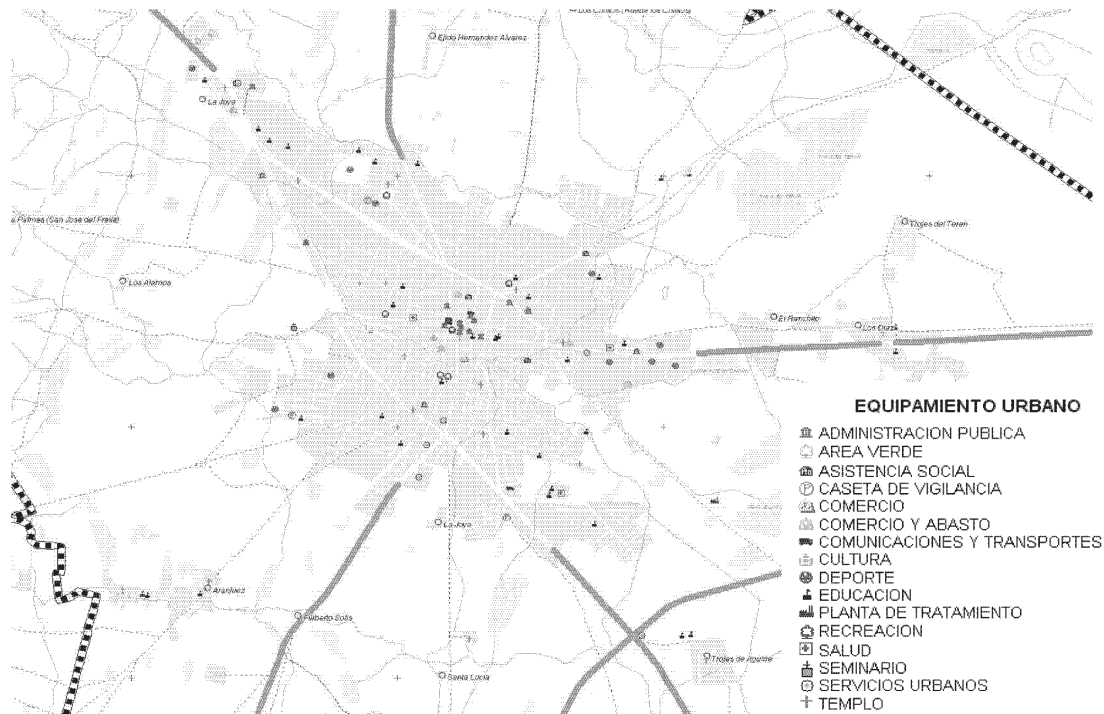 Ejido Hernandez Alvarez
La Joya
Palmas (San Jose del Fraile)
Trojes del Teran
Los Alamos
El Ranchito
Los Diaz
EQUIPAMIENTO URBANO
ADMINISTRACION PUBLICA
AREA VERDE
ASISTENCIA SOCIAL
CASETA DE VIGILANCIA
COMERCIO
COMERCIO Y ABASTO
COMUNICACIONES Y TRANSPORTES
CULTURA
DEPORTE
EDUCACION
PLANTA DE TRATAMIENTO
RECREACION
SALUD
SEMINARIO
SERVICIOS URBANOS
TEMPLO
La Joya
Aranjuez
Filiberto Solis
Trojes de Aguirre
Santa Lucia